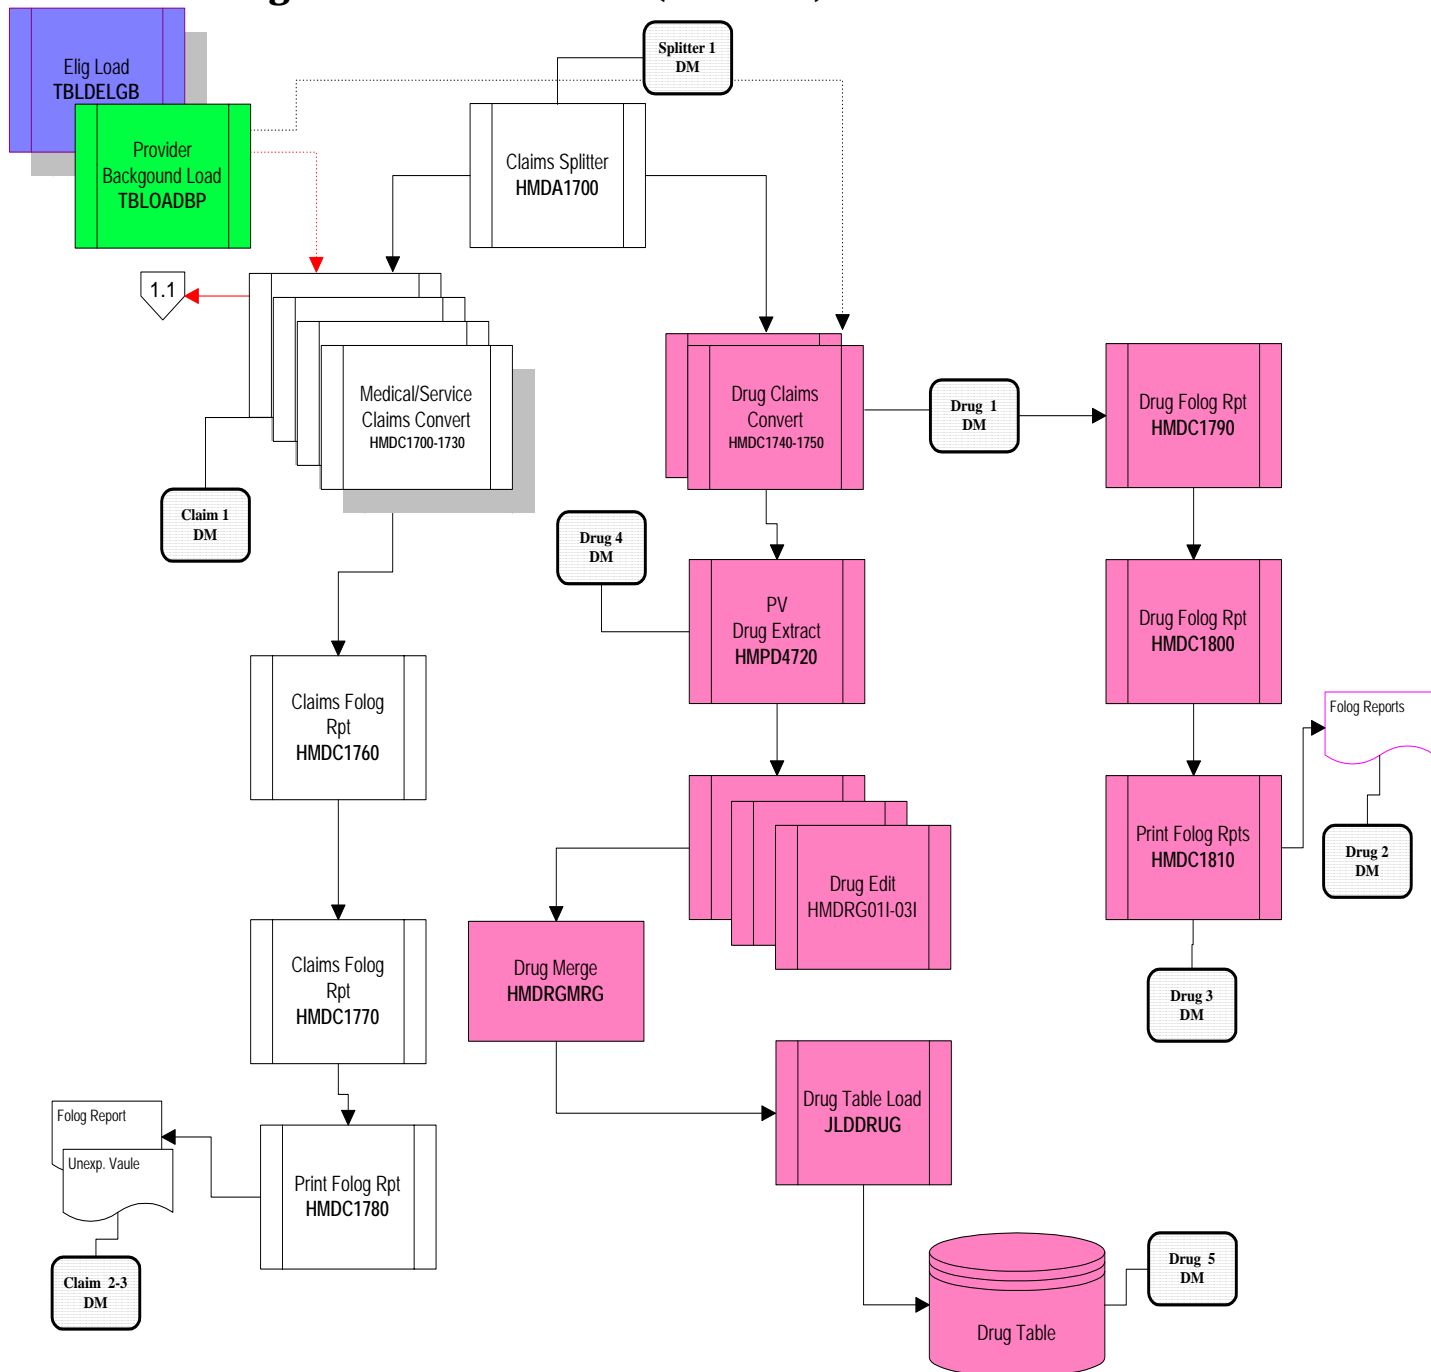 Splitter 1
DM
Elig Load
TBLDELGB
Provider
Backgound Load
TBLOADBP
Claims Splitter
HMDA1700
1.1
Medical/Service
Claims Convert
HMDC1700-1730
Drug Claims
Convert
HMDC1740-1750
Drug 1
DM
Drug Folog Rpt
HMDC1790
Claim 1
DM
Drug 4
DM
PV
Drug Extract
HMPD4720
Drug Folog Rpt
HMDC1800
Claims Folog
Rpt
HMDC1760
Folog Reports
Print Folog Rpts
HMDC1810
Drug 2
DM
Drug Edit
HMDRG01I-03I
Drug Merge
HMDRGMRG
Claims Folog
Rpt
HMDC1770
Drug 3
DM
Drug Table Load
JLDDRUG
Folog Report
Unexp. Vaule
Print Folog Rpt
HMDC1780
Claim 2-3
DM
Drug 5
DM
Drug Table